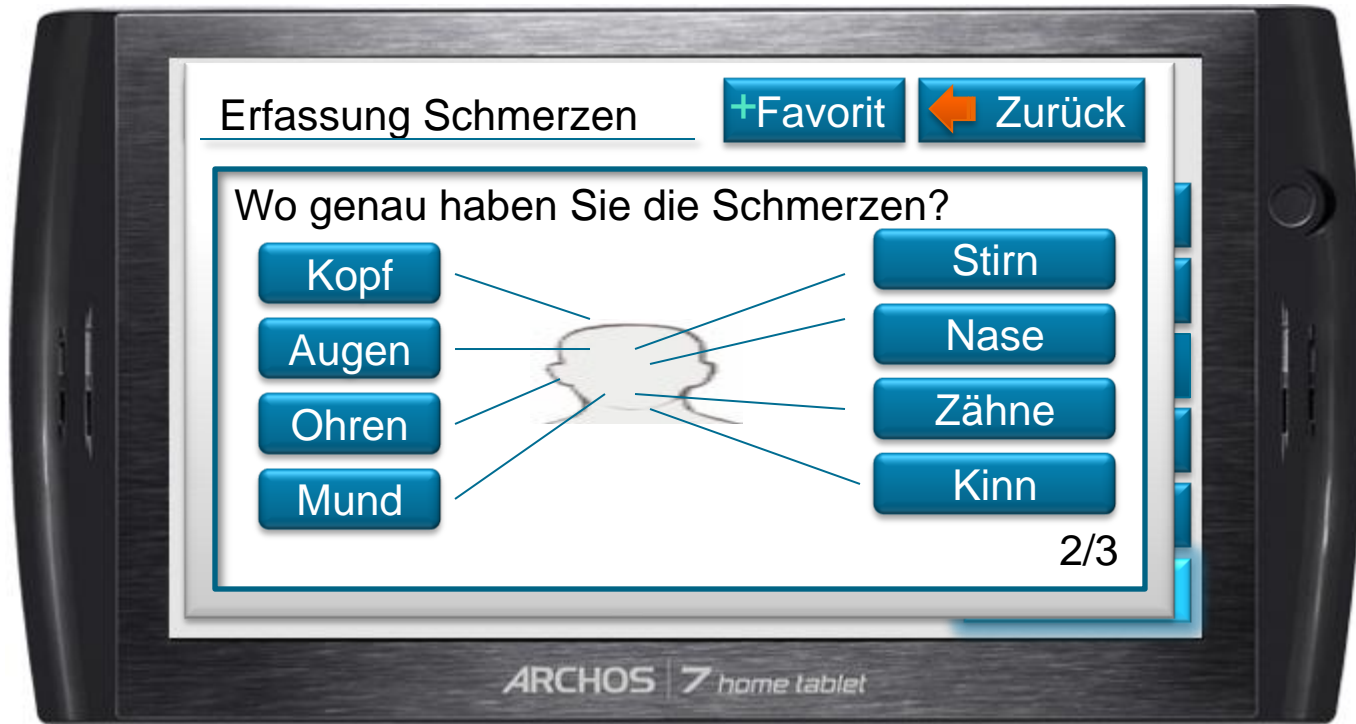 Erfassung Schmerzen
+Favorit
Zurück
Wo genau haben Sie die Schmerzen?
Kopf
Augen
Ohren
Mund
Stirn
Nase
Zähne
Kinn
2/3
ARCHOS 7 home tablet